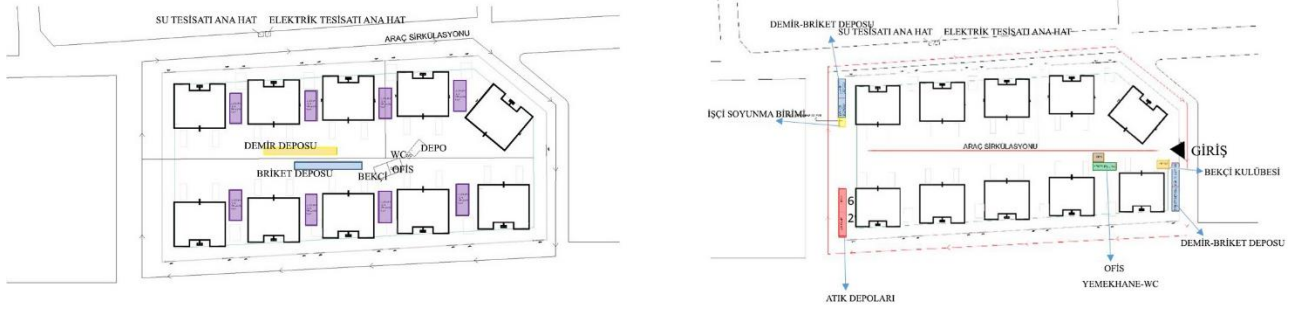 SU TESİSATI ANA HAT ELEKTRİK TESİSATI ANA HAT
ARAÇ SİRKÜLASYONU
DEMİR DEPOSU
WC
DEPO
BRİKET DEPOSU
BEKÇİ
OFİS
DEMİR-BRİKET DEPOSU
SU TESİSATI ANA HAT ELEKTRİK TESİSATI ANA HAT
İŞÇİ SOYUNMA BİRİMİ
ARAÇ SİRKÜLASYONU
GİRİŞ
BEKÇİ KULÜBESİ
6
2
DEMİR-BRİKET DEPOSU
OFİS
YEMEKHANE-WC
ATIK DEPOLARI